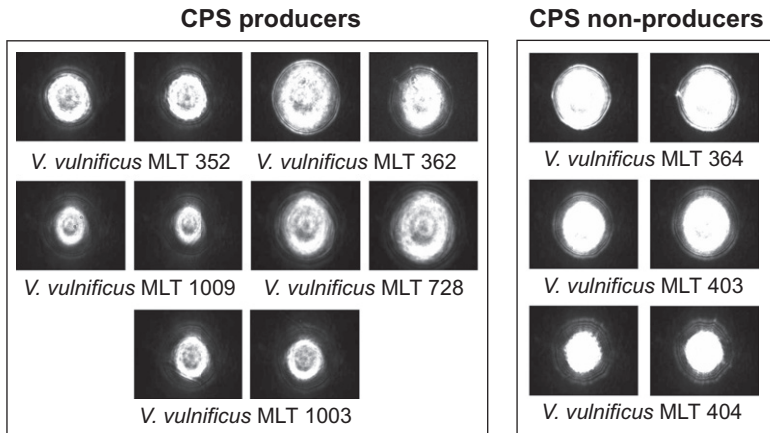 CPS producers
CPS non-producers
V. vulnificus MLT 352
V. vulnificus MLT 362
V. vulnificus MLT 364
V. vulnificus MLT 1009
V. vulnificus MLT 728
V. vulnificus MLT 403
V. vulnificus MLT 1003
V. vulnificus MLT 404